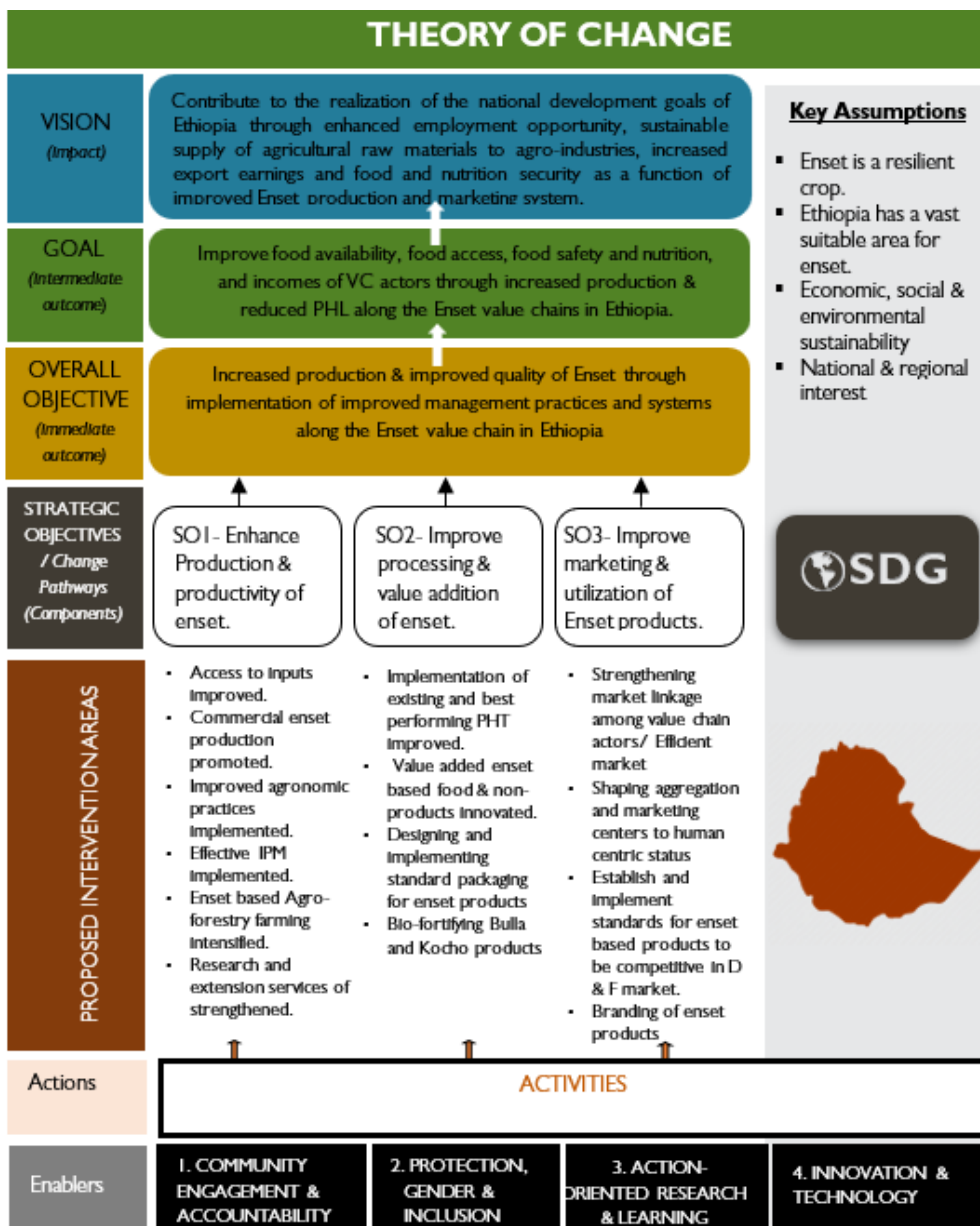 THEORY OF CHANGE
VISION
(Impact)
Contribute to the realization of the national development goals of
Ethiopia through enhanced employment opportunity, sustainable
supply of agricultural raw materials to agro-industries, increased
export earnings and food and nutrition security as a function of
improved Enset production and marketing system.
GOAL
(Intermediate
outcome)
Improve food availability, food access, food safety and nutrition,
and incomes of VC actors through increased production &
reduced PHL along the Enset value chains in Ethiopia.
OVERALL
OBJECTIVE
(Immediate
outcome)
Increased production & improved quality of Enset through
implementation of improved management practices and systems
along the Enset value chain in Ethiopia
Key Assumptions
▪ Enset is a resilient
crop.
▪ Ethiopia has a vast
suitable area for
enset.
▪ Economic, social &
environmental
sustainability
▪ National & regional
interest
STRATEGIC
OBJECTIVES
/ Change
Pathways
(Components)
SO1- Enhance
Production &
productivity of
enset.
SO2- Improve
processing &
value addition
of enset.
SO3- Improve
marketing &
utilization of
Enset products.
SDG
PROPOSED INTERVENTION AREAS
▪ Access to inputs
improved.
▪ Commercial enset
production
promoted.
▪ Improved agronomic
practices
implemented.
▪ Effective IPM
implemented.
▪ Enset based Agro-
forestry farming
intensified.
▪ Research and
extension services of
strengthened.
▪ Implementation of
existing and best
performing PHT
improved.
▪ Value added enset
based food & non-
products innovated.
▪ Designing and
implementing
standard packaging
for enset products
▪ Bio-fortifying Bulla
and Kocho products
▪ Strengthening
market linkage
among value chain
actors/ Efficient
market
▪ Shaping aggregation
and marketing
centers to human
centric status
▪ Establish and
implement
standards for enset
based products to
be competitive in D
& F market.
▪ Branding of enset
products
Actions
ACTIVITIES
Enablers
1. COMMUNITY
ENGAGEMENT &
ACCOUNTABILITY
2. PROTECTION,
GENDER &
INCLUSION
3. ACTION-
ORIENTED RESEARCH
& LEARNING
4. INNOVATION &
TECHNOLOGY